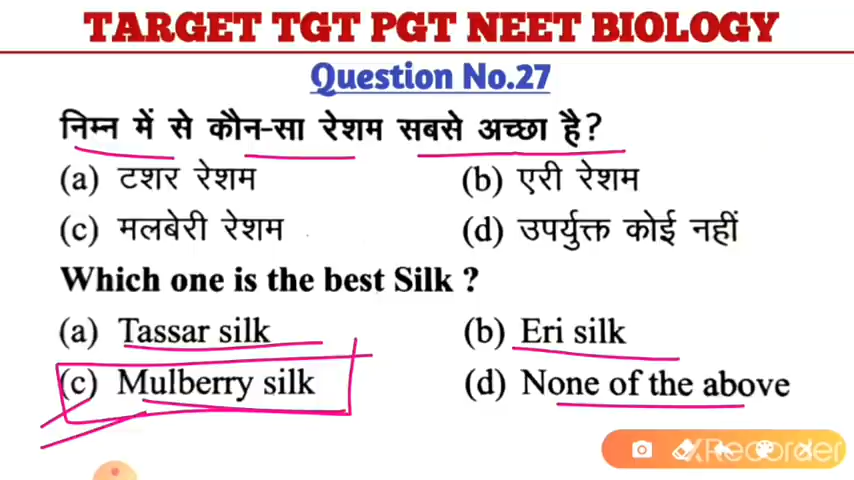 TARGET TGT PGT NEET BIOLOGY
Question No.27
निम्न में से कौन-सा रेशम सबसे अच्छा है?
(a) टशर रेशम (b) एरी रेशम
(c) मलबेरी रेशम (d) उपर्युक्त कोई नहीं
Which one is the best Silk ?
(a) Tassar silk (b) Eri silk
(c) Mulberry silk (d) None of the above
XRecorder